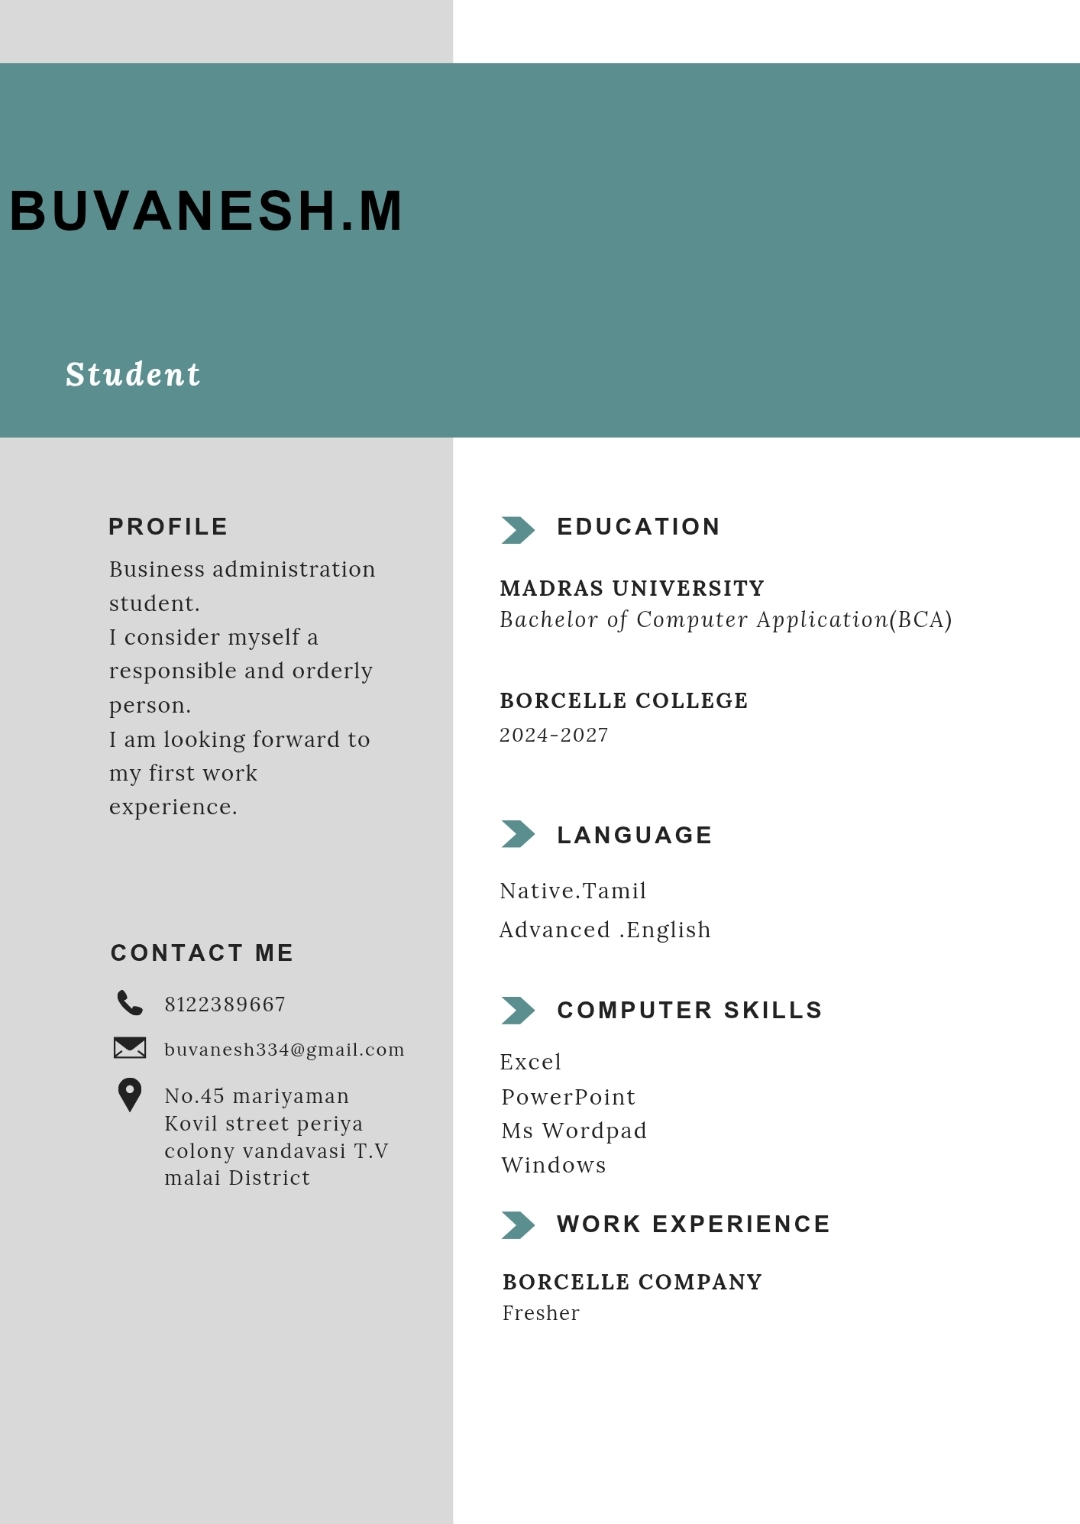 BUVANESH.M
Student
PROFILE
Business administration
student.
I consider myself a
responsible and orderly
person.
I am looking forward to
my first work
experience.
CONTACT ME
8122389667
buvanesh334@gmail.com
No.45 mariyaman
Kovil street periya
colony vandavasi T.V
malai District
EDUCATION
MADRAS UNIVERSITY
Bachelor of Computer Application(BCA)
BORCELLE COLLEGE
2024-2027
LANGUAGE
Native.Tamil
Advanced .English
COMPUTER SKILLS
Excel
PowerPoint
Ms Wordpad
Windows
WORK EXPERIENCE
BORCELLE COMPANY
Fresher